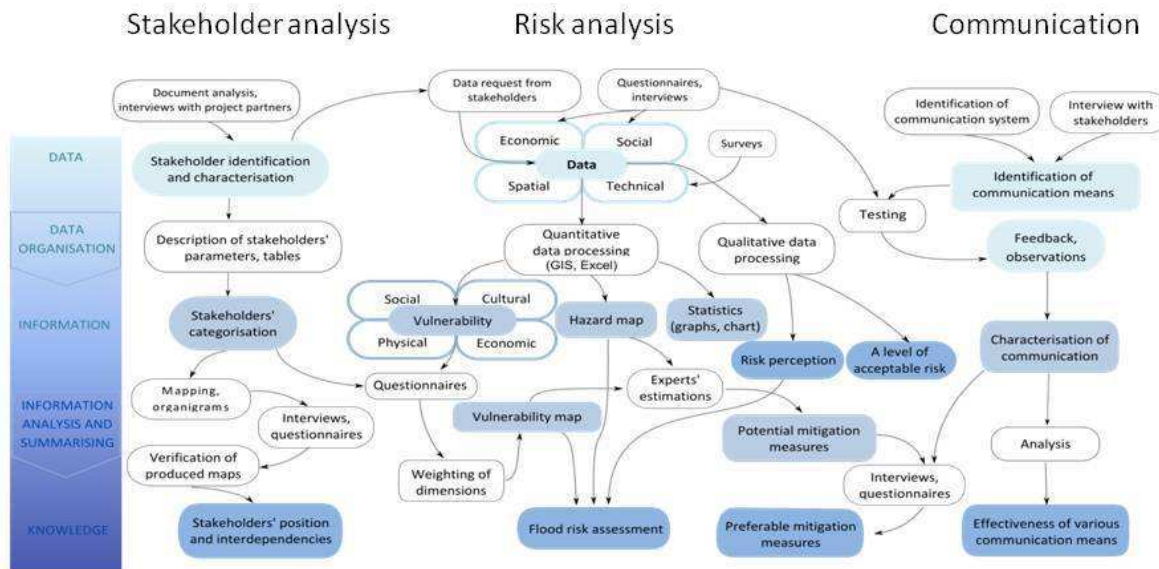 Stakeholder analysis
Risk analysis
Communication
DATA
DATA
ORGANISATION
INFORMATION
INFORMATION
ANALYSIS AND
SUMMARISING
KNOWLEDGE
Document analysis,
interviews with project partners
Stakeholder identification
and characterisation
Description of stakeholders'
parameters, tables
Stakeholders'
categorisation
Mapping,
organigrams
Interviews,
questionnaires
Verification of
produced maps
Stakeholders' position
and interdependencies
Data request from
stakeholders
Questionnaires,
interviews
Economic
Social
Data
Spatial
Technical
Surveys
Quantitative
data processing
(GIS, Excel)
Qualitative data
processing
Social
Cultural
Vulnerability
Physical
Economic
Hazard map
Statistics
(graphs, chart)
Risk perception
A level of
acceptable risk
Questionnaires
Experts'
estimations
Vulnerability map
Weighting of
dimensions
Potential mitigation
measures
Interviews,
questionnaires
Flood risk assessment
Preferable mitigation
measures
Identification of
communication system
Interview with
stakeholders
Identification of
communication means
Testing
Feedback,
observations
Characterisation of
communication
Analysis
Effectiveness of various
communication means